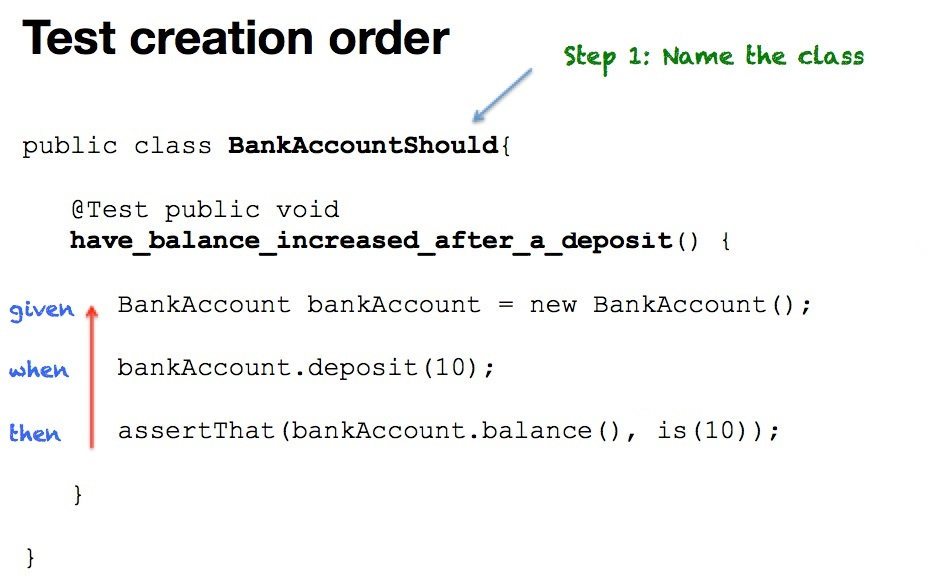 Test creation order
Step 1: Name the class
public class BankAccountShould{
@Test public void
have_balance_increased_after_a_deposit() {
given BankAccount bankAccount = new BankAccount();
when bankAccount.deposit(10);
then assertThat(bankAccount.balance(), is(10));
}
}